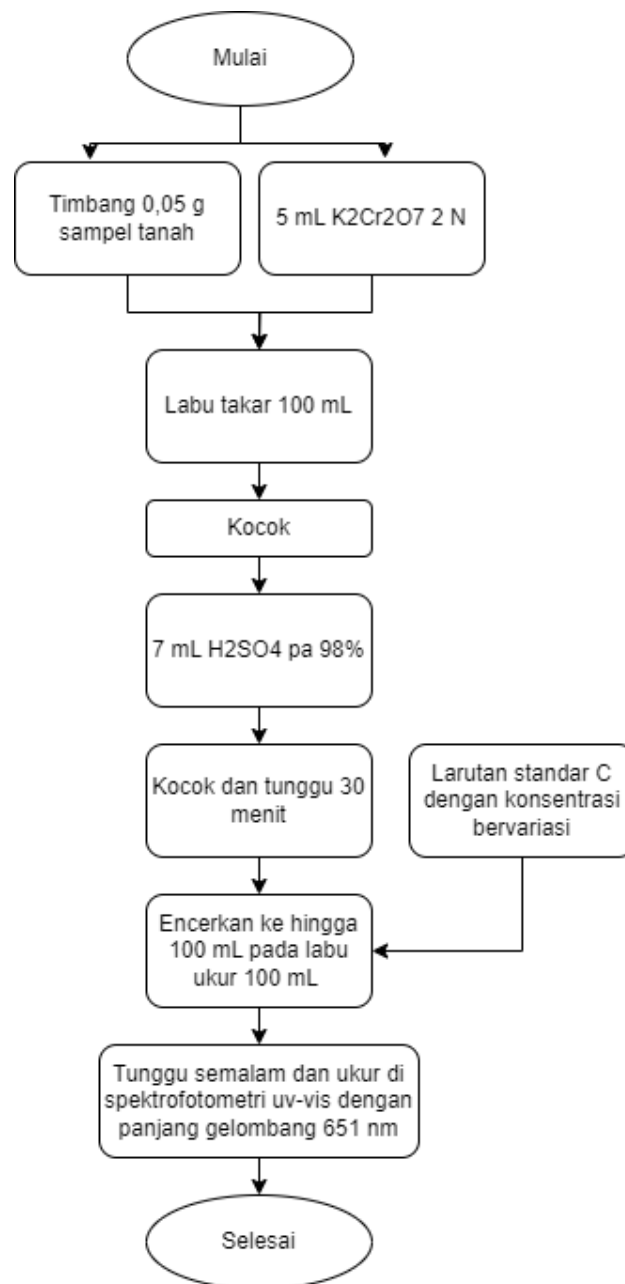 Mulai
Timbang 0,05 g
sampel tanah
5 mL K2Cr2O7 2 N
Labu takar 100 mL
Kocok
7 mL H2SO4 pa 98%
Kocok dan tunggu 30
menit
Larutan standar C
dengan konsentrasi
bervariasi
Encerkan ke hingga
100 mL pada labu
ukur 100 mL
Tunggu semalam dan ukur di
spektrofotometri uv-vis dengan
panjang gelombang 651 nm
Selesai